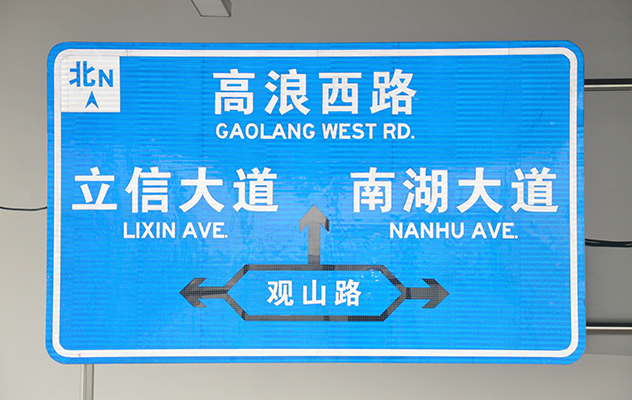 北N
高浪西路
GAOLANG WEST RD.
立信大道 南湖大道
LIXIN AVE. NANHU AVE.
观山路